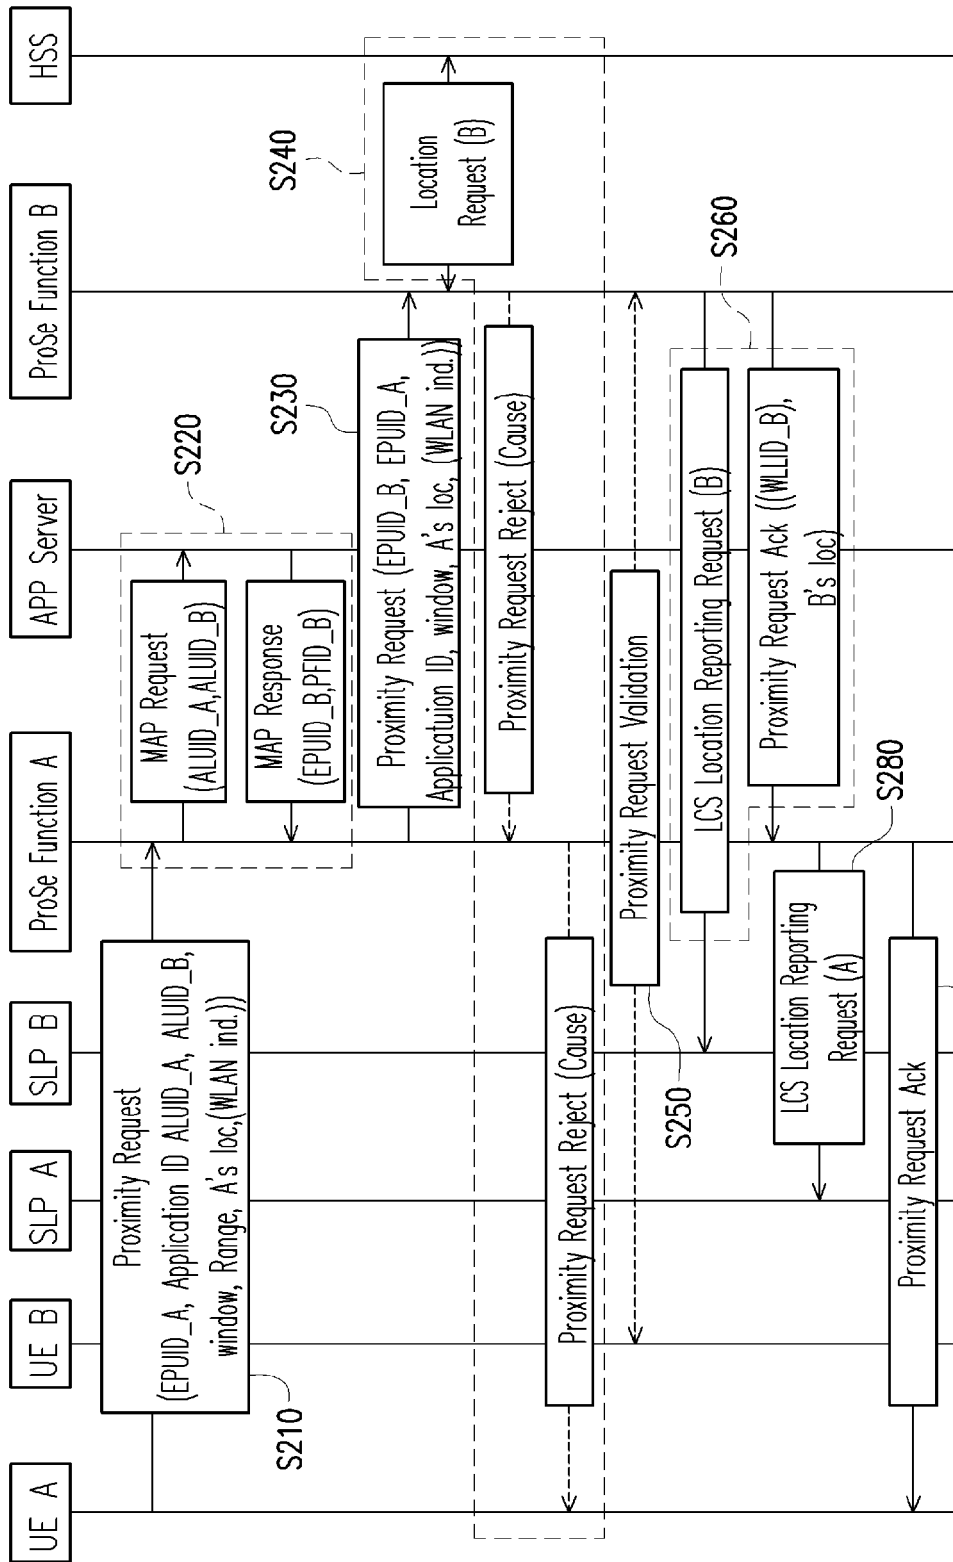 UE A
UE B
SLP A
SLP B
ProSe Function A
APP Server
ProSe Function B
HSS
Proximity Request
(EPUID_A, Application ID ALUID_A, ALUID_B,
window, Range, A's loc,(WLAN ind.))
S210
MAP Request
(ALUID_A,ALUID_B)
MAP Response
(EPUID_B,PFID_B)
S220
Proximity Request (EPUID_B, EPUID_A,
Applicatuion ID, window, A's loc, (WLAN ind.))
S230
Location
Request (B)
S240
Proximity Request Reject (Cause)
Proximity Request Reject (Cause)
Proximity Request Validation
S250
LCS Location Reporting Request (B)
Proximity Request Ack ((WLLID_B),
B's loc)
S260
LCS Location Reporting
Request (A)
S280
Proximity Request Ack